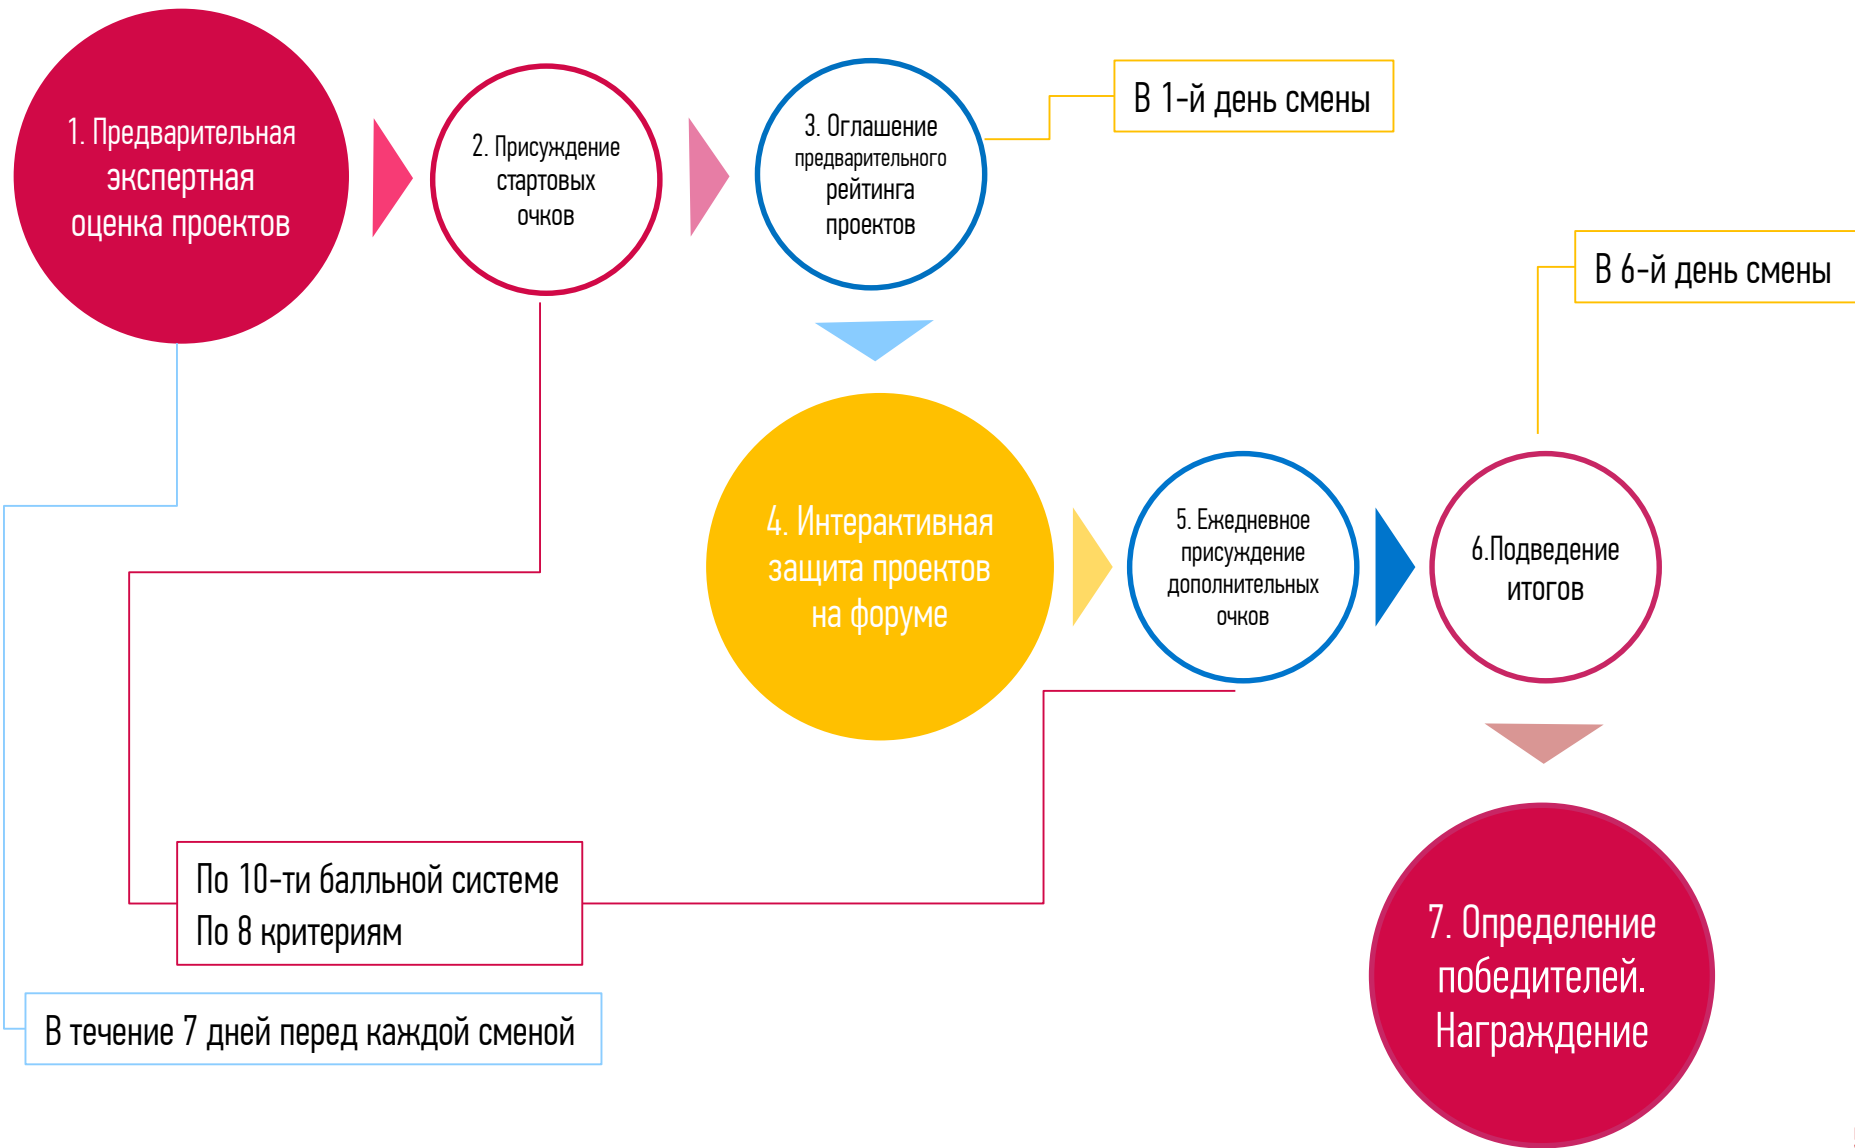 1. Предварительная
экспертная
оценка проектов
2. Присуждение
стартовых
очков
3. Оглашение
предварительного
рейтинга
проектов
В 1-й день смены
В 6-й день смены
4. Интерактивная
защита проектов
на форуме
5. Ежедневное
присуждение
дополнительных
очков
6.Подведение
итогов
По 10-ти балльной системе
По 8 критериям
7. Определение
победителей.
Награждение
В течение 7 дней перед каждой сменой